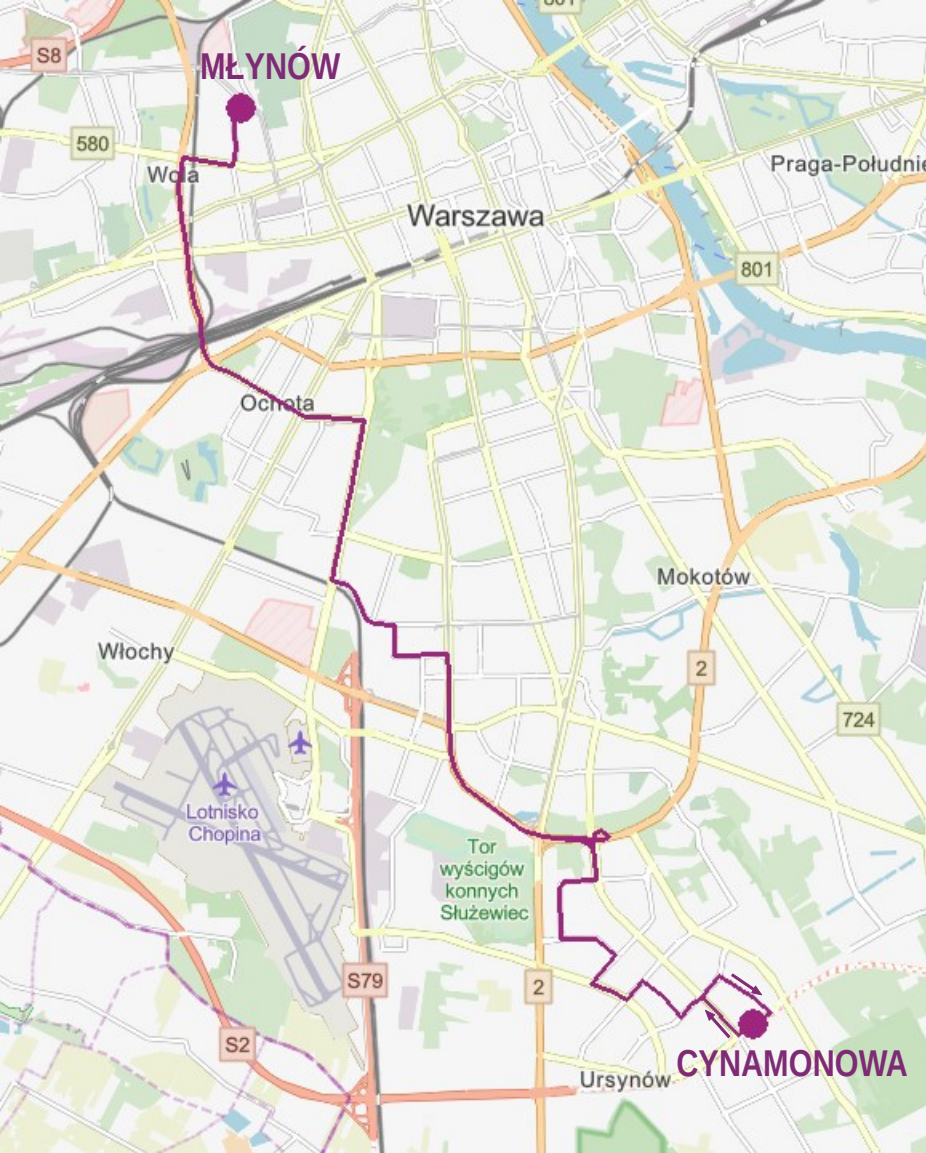 S8
MŁYNÓW
580
Wola
Praga-Południe
Warszawa
801
Ochota
Mokotów
Włochy
2
724
Lotnisko
Chopina
Tor
wyścigów
konnych
Służewiec
S79
2
S2
CYNAMONOWA
Ursynów